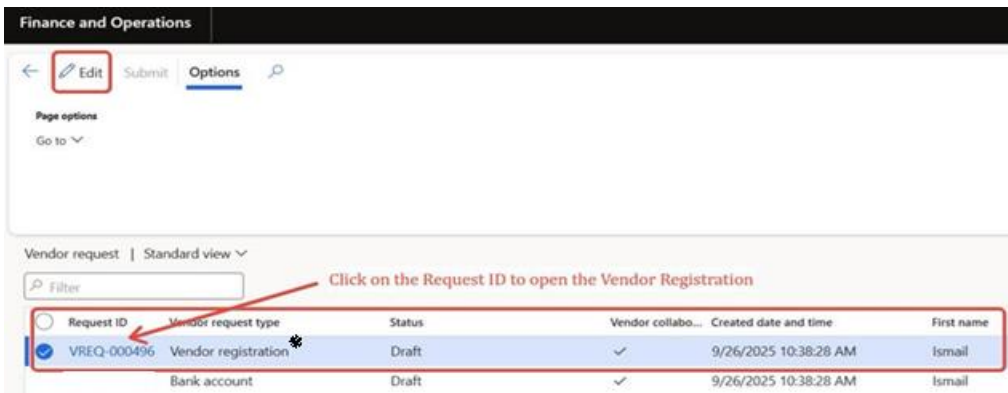 Finance and Operations
Edit Submit Options
Page options
Go to
Vendor request | Standard view
Filter
Click on the Request ID to open the Vendor Registration
Request ID Vendor request type Status Vendor collabo... Created date and time First name
VREQ-000496 Vendor registration* Draft 9/26/2025 10:38:28 AM Ismail
Bank account Draft 9/26/2025 10:38:28 AM Ismail